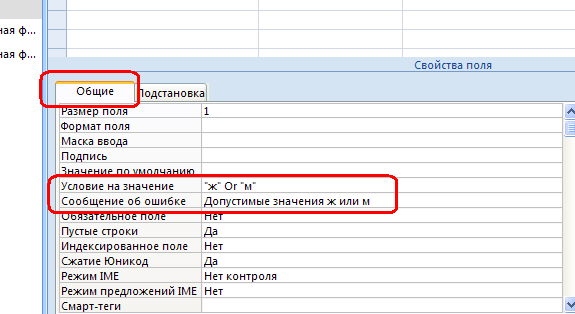 ная ф...
ная ф...
Свойства поля
Общие Подстановка
Размер поля 1
Формат поля
Маска ввода
Подпись
Значение по умолчанию
Условие на значение "ж" Or "м"
Сообщение об ошибке Допустимые значения ж или м
Обязательное поле Нет
Пустые строки Да
Индексированное поле Нет
Сжатие Юникод Да
Режим IME Нет контроля
Режим предложений IME Нет
Смарт-теги